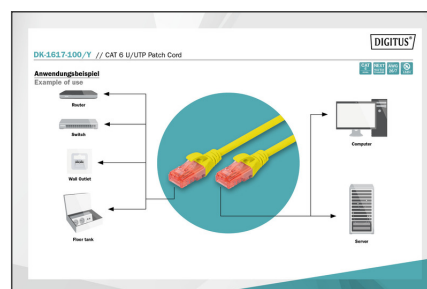 DIGITUS®
DK-1617-100/Y // CAT 6 U/UTP Patch Cord
Anwendungsbeispiel
Example of use
Router
Switch
Wall Outlet
Floor tank
Computer
Server